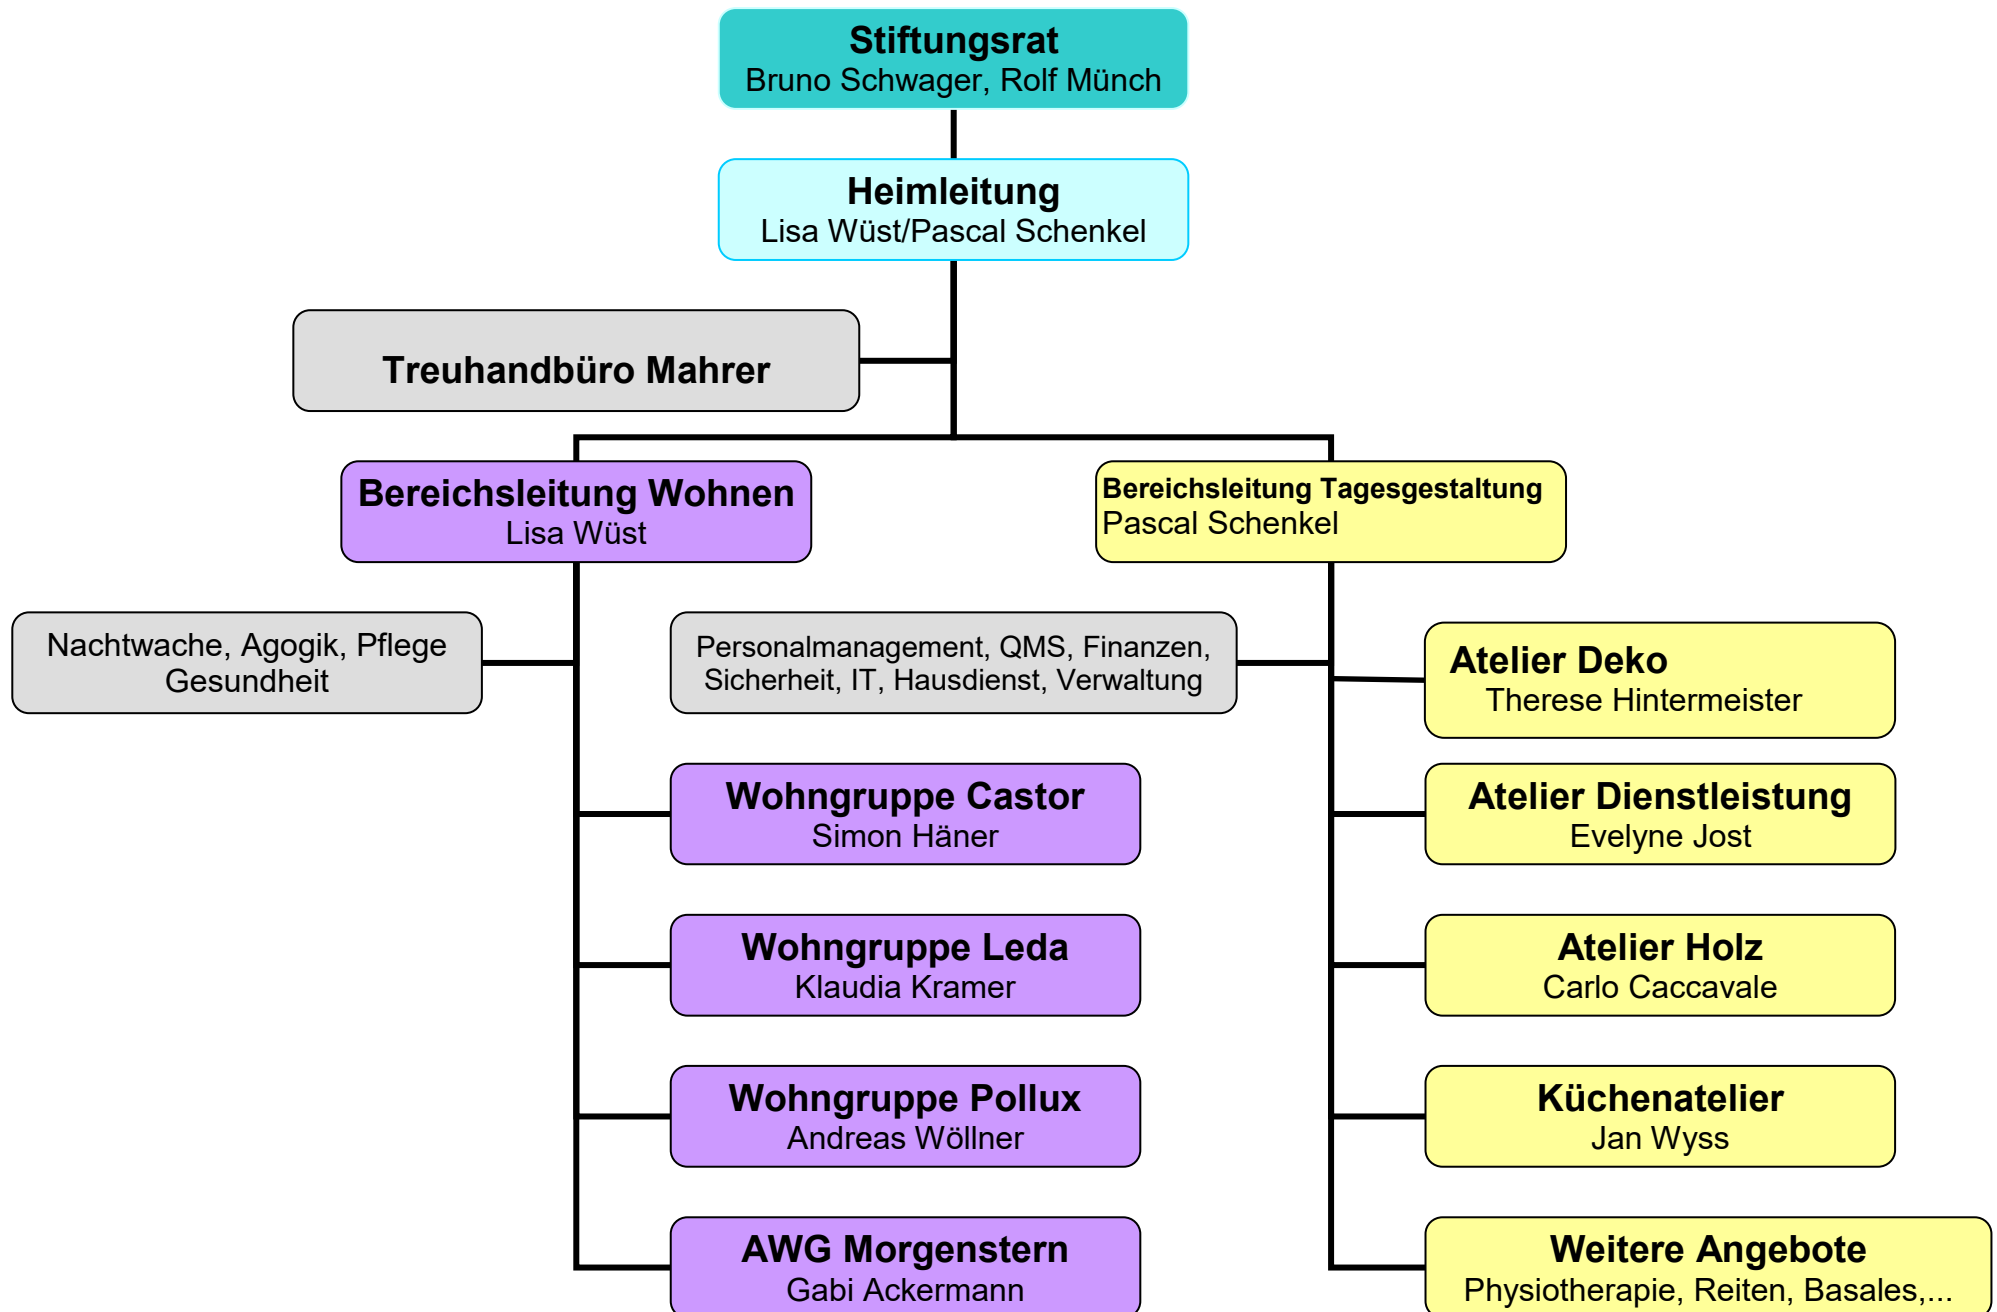 Stiftungsrat
Bruno Schwager, Rolf Münch
Heimleitung
Lisa Wüst/Pascal Schenkel
Treuhandbüro Mahrer
Bereichsleitung Wohnen
Lisa Wüst
Bereichsleitung Tagesgestaltung
Pascal Schenkel
Nachtwache, Agogik, Pflege
Gesundheit
Personalmanagement, QMS, Finanzen,
Sicherheit, IT, Hausdienst, Verwaltung
Atelier Deko
Therese Hintermeister
Wohngruppe Castor
Simon Häner
Atelier Dienstleistung
Evelyne Jost
Wohngruppe Leda
Klaudia Kramer
Atelier Holz
Carlo Caccavale
Wohngruppe Pollux
Andreas Wöllner
Küchenatelier
Jan Wyss
AWG Morgenstern
Gabi Ackermann
Weitere Angebote
Physiotherapie, Reiten, Basales,...